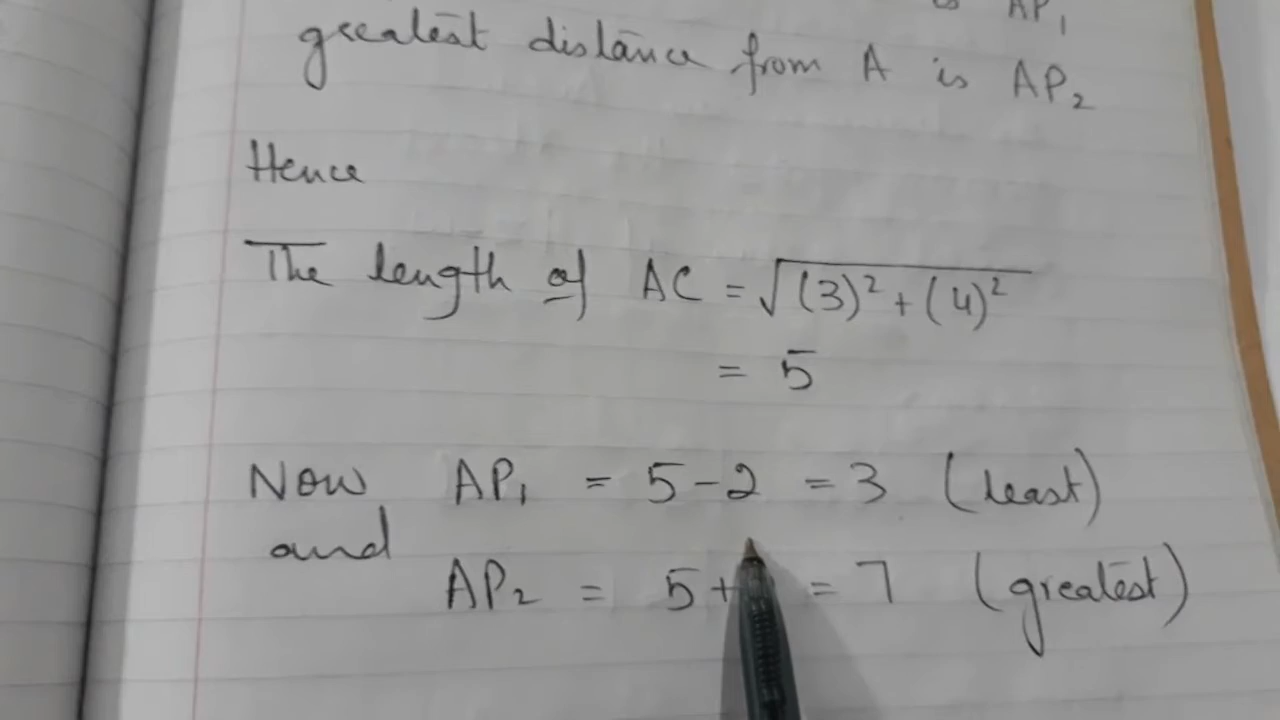 is AP₁
greatest distance from A is AP₂
Hence
The length of AC = √(3)² + (4)²
= 5
Now AP₁ = 5 - 2 = 3 (least)
and
AP₂ = 5 + = 7 (greatest)